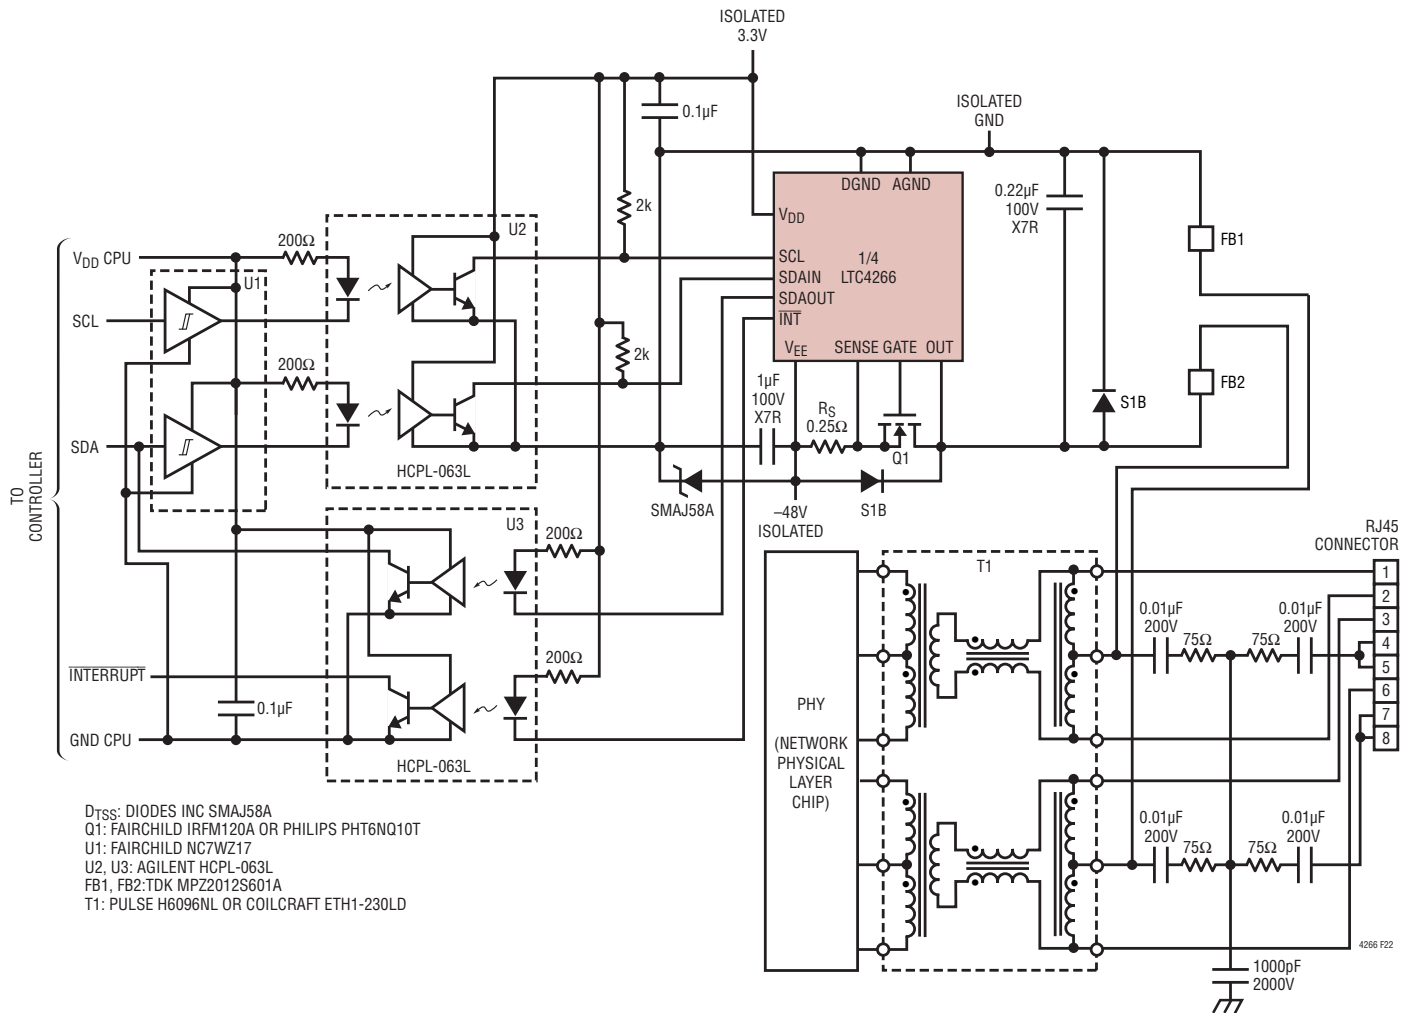 ISOLATED
3.3V
0.1µF
ISOLATED
GND
DGND AGND
VDD
SCL
SDAIN
SDAOUT
INT
1/4
LTC4266
VEE SENSE GATE OUT
0.22µF
100V
X7R
FB1
FB2
S1B
2k
2k
TO
CONTROLLER
VDD CPU
SCL
SDA
INTERRUPT
GND CPU
U1
200Ω
200Ω
U2
HCPL-063L
1µF
100V
X7R
RS
0.25Ω
Q1
SMAJ58A
–48V
ISOLATED
S1B
U3
200Ω
200Ω
0.1µF
HCPL-063L
PHY
(NETWORK
PHYSICAL
LAYER
CHIP)
T1
RJ45
CONNECTOR
1
2
3
4
5
6
7
8
0.01µF
200V
75Ω
75Ω
0.01µF
200V
0.01µF
200V
75Ω
75Ω
0.01µF
200V
1000pF
2000V
DTSS: DIODES INC SMAJ58A
Q1: FAIRCHILD IRFM120A OR PHILIPS PHT6NQ10T
U1: FAIRCHILD NC7WZ17
U2, U3: AGILENT HCPL-063L
FB1, FB2:TDK MPZ2012S601A
T1: PULSE H6096NL OR COILCRAFT ETH1-230LD
4266 F22